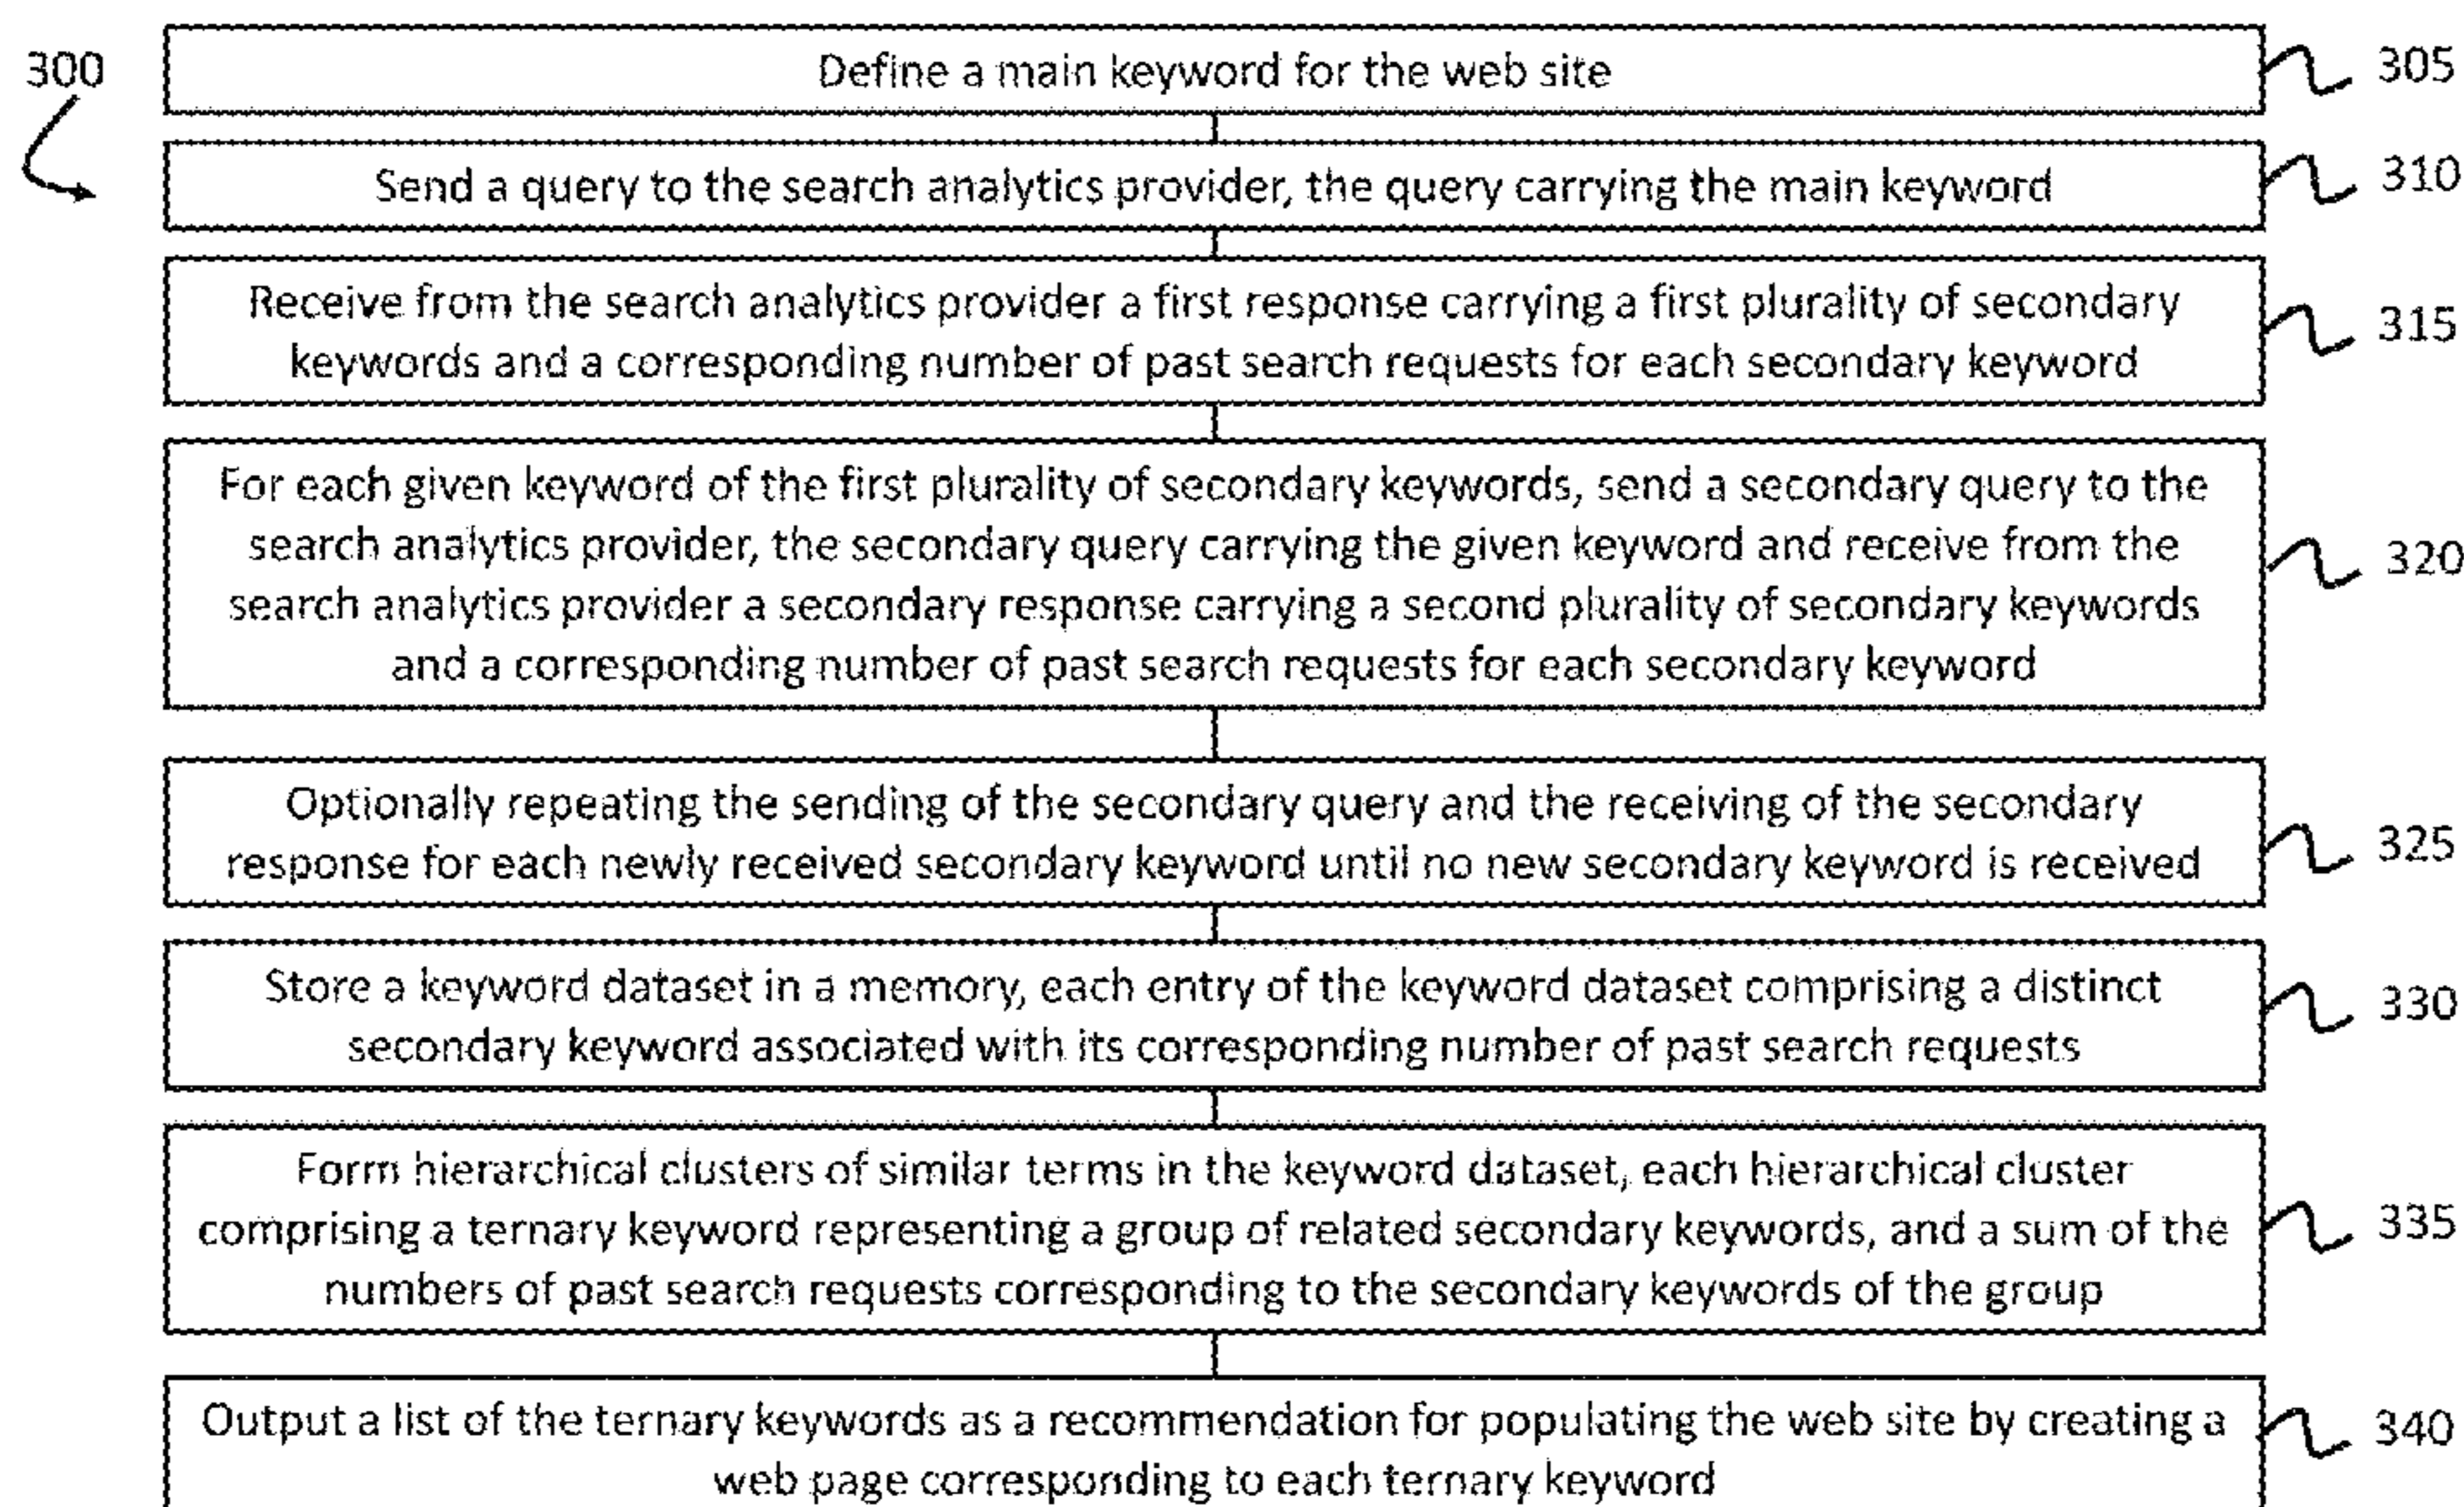 300
Define a main keyword for the web site
305
Send a query to the search analytics provider, the query carrying the main keyword
310
Receive from the search analytics provider a first response carrying a first plurality of secondary
keywords and a corresponding number of past search requests for each secondary keyword
315
For each given keyword of the first plurality of secondary keywords, send a secondary query to the
search analytics provider, the secondary query carrying the given keyword and receive from the
search analytics provider a secondary response carrying a second plurality of secondary keywords
and a corresponding number of past search requests for each secondary keyword
320
Optionally repeating the sending of the secondary query and the receiving of the secondary
response for each newly received secondary keyword until no new secondary keyword is received
325
Store a keyword dataset in a memory, each entry of the keyword dataset comprising a distinct
secondary keyword associated with its corresponding number of past search requests
330
Form hierarchical clusters of similar terms in the keyword dataset, each hierarchical cluster
comprising a ternary keyword representing a group of related secondary keywords, and a sum of the
numbers of past search requests corresponding to the secondary keywords of the group
335
Output a list of the ternary keywords as a recommendation for populating the web site by creating a
web page corresponding to each ternary keyword
340